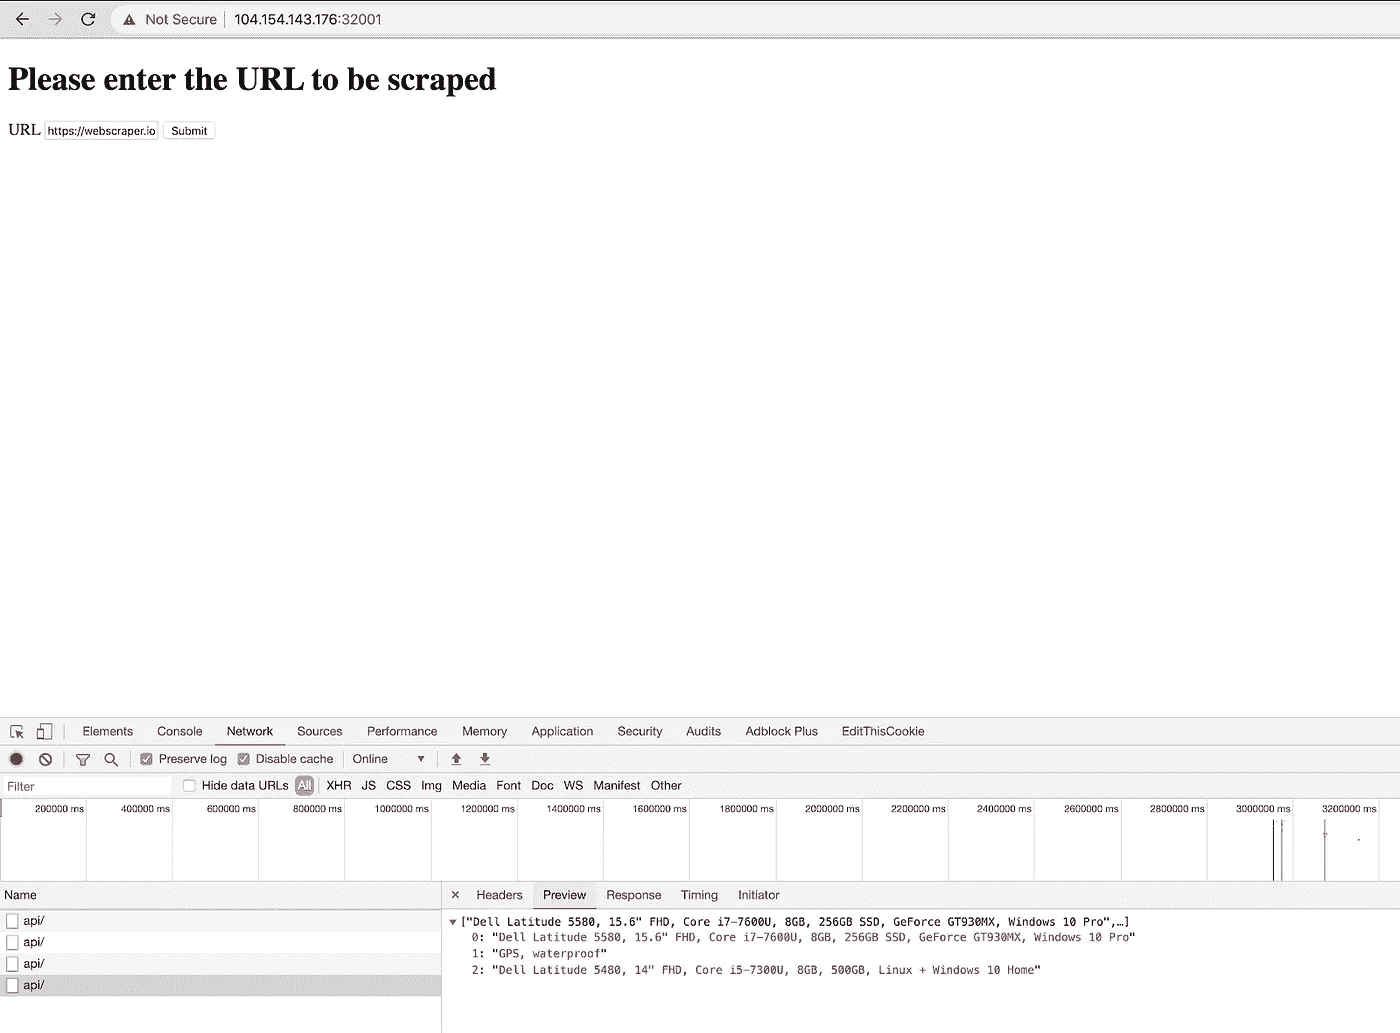 Not Secure 104.154.143.176:32001
Please enter the URL to be scraped
URL https://webscraper.io Submit
Elements Console Network Sources Performance Memory Application Security Audits Adblock Plus EditThisCookie
Preserve log Disable cache Online
Filter Hide data URLs All XHR JS CSS Img Media Font Doc WS Manifest Other
200000 ms 400000 ms 600000 ms 800000 ms 1000000 ms 1200000 ms 1400000 ms 1600000 ms 1800000 ms 2000000 ms 2200000 ms 2400000 ms 2600000 ms 2800000 ms 3000000 ms 3200000 ms
Name × Headers Preview Response Timing Initiator
api/
api/
api/
api/
["Dell Latitude 5580, 15.6" FHD, Core i7-7600U, 8GB, 256GB SSD, GeForce GT930MX, Windows 10 Pro",…]
0: "Dell Latitude 5580, 15.6" FHD, Core i7-7600U, 8GB, 256GB SSD, GeForce GT930MX, Windows 10 Pro"
1: "GPS, waterproof"
2: "Dell Latitude 5480, 14" FHD, Core i5-7300U, 8GB, 500GB, Linux + Windows 10 Home"